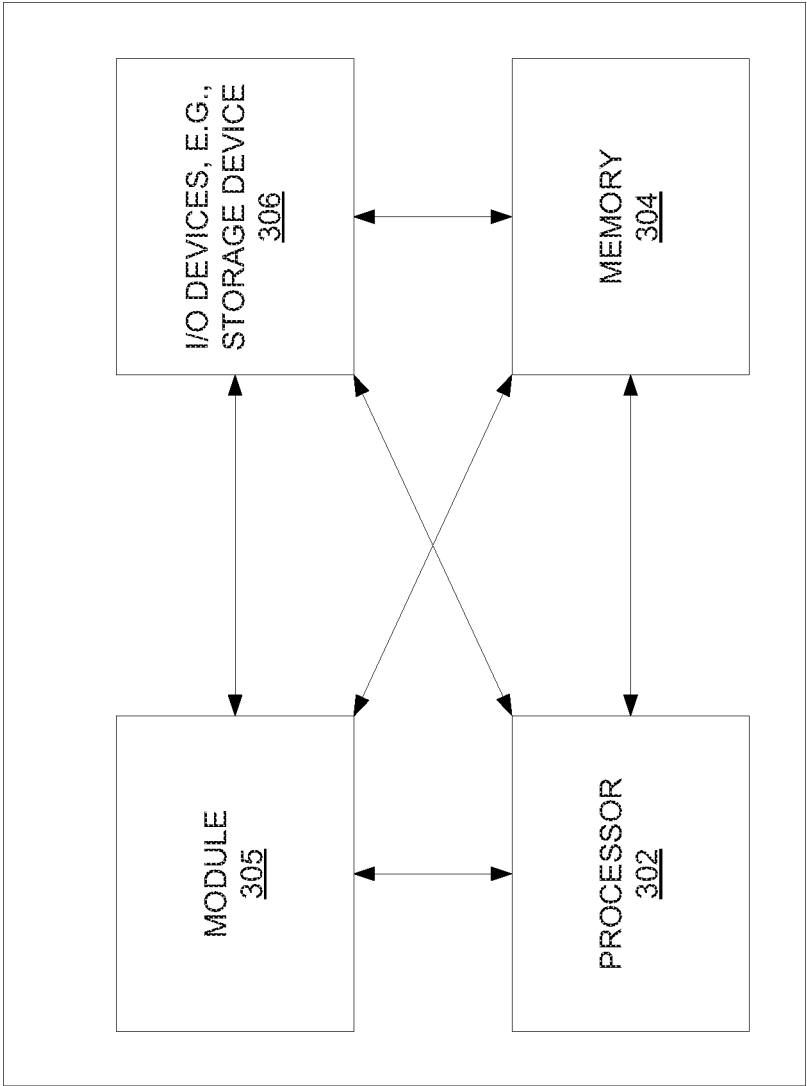 MODULE
305
I/O DEVICES, E.G.,
STORAGE DEVICE
306
PROCESSOR
302
MEMORY
304